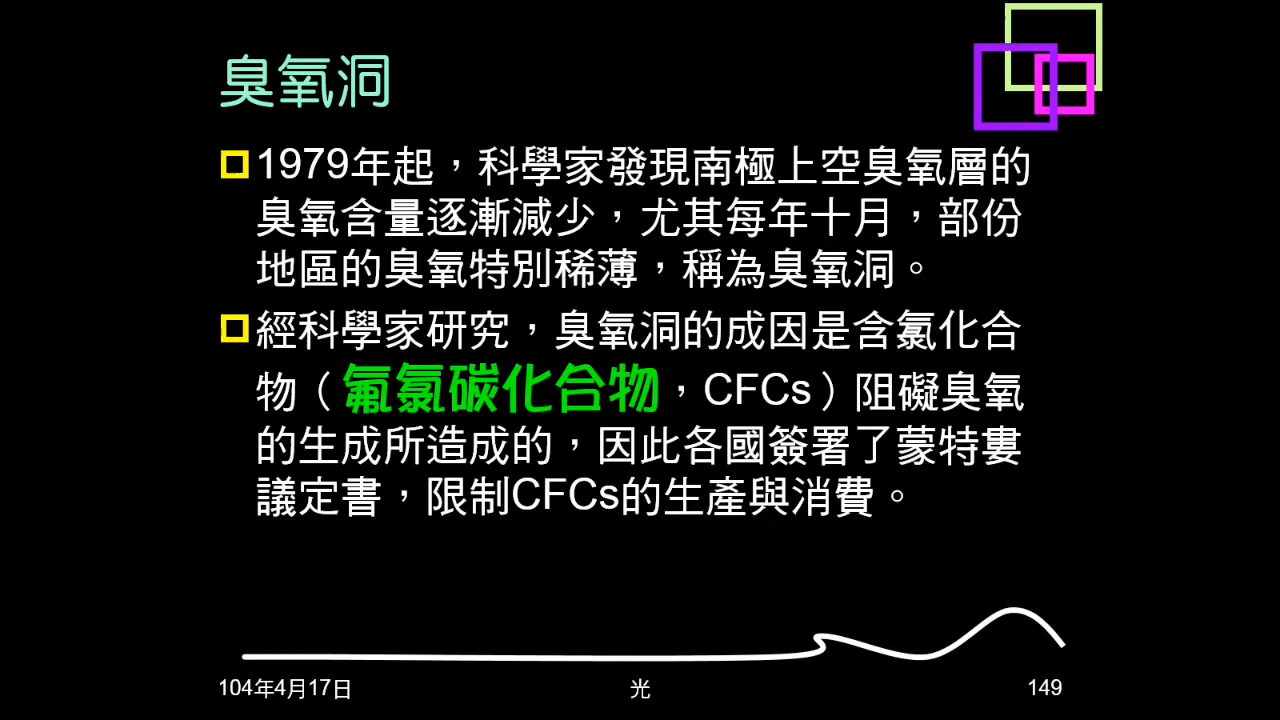 臭氧洞
1979年起，科學家發現南極上空臭氧層的
臭氧含量逐漸減少，尤其每年十月，部份
地區的臭氧特別稀薄，稱為臭氧洞。
經科學家研究，臭氧洞的成因是含氯化合
物（氟氯碳化合物，CFCs）阻礙臭氧
的生成所造成的，因此各國簽署了蒙特婁
議定書，限制CFCs的生產與消費。
104年4月17日
光
149